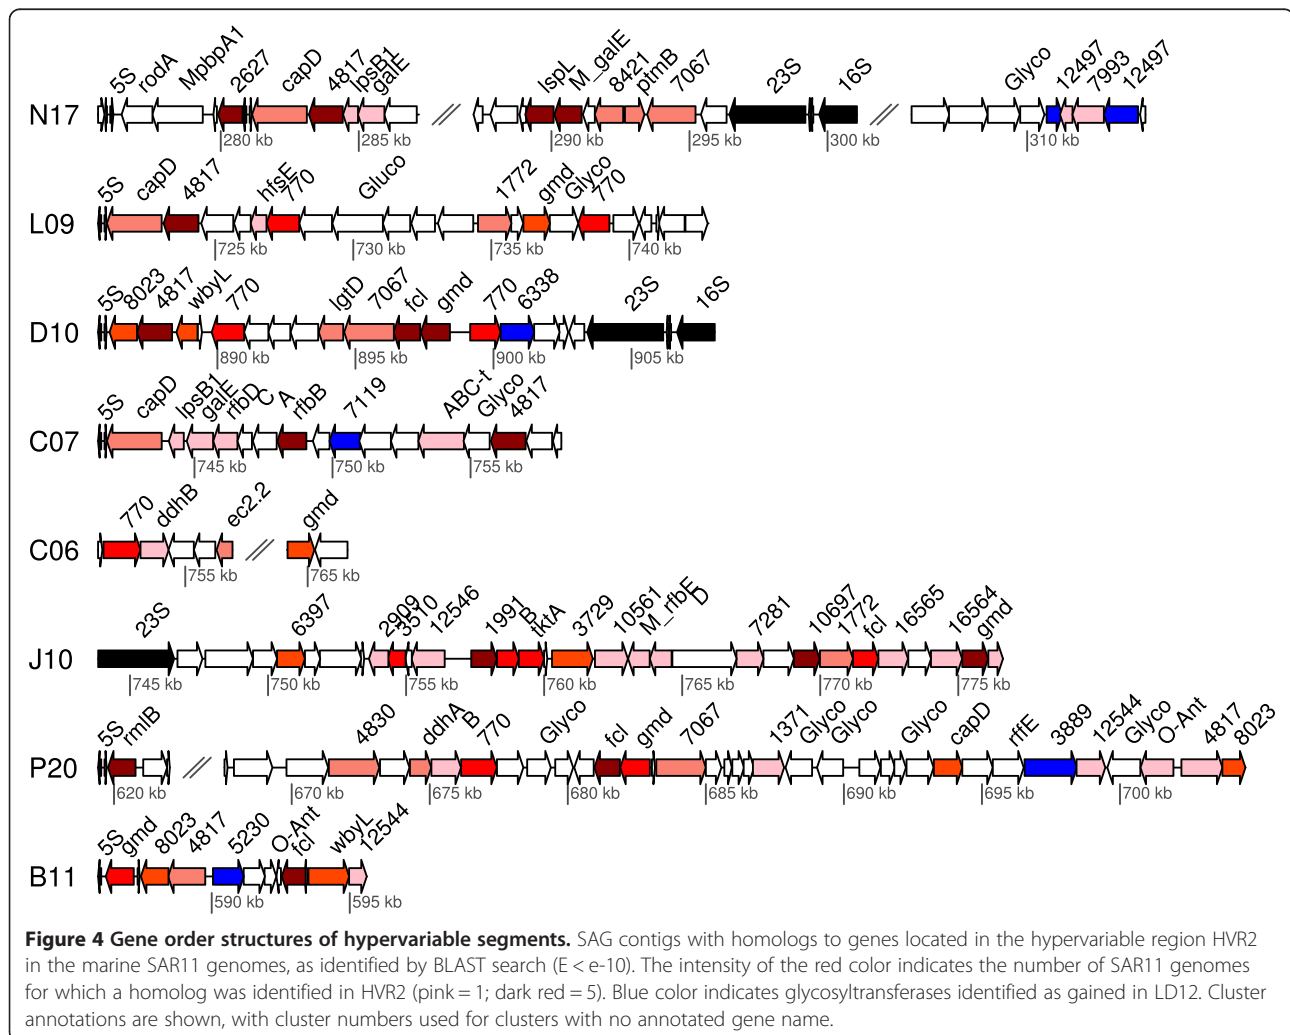 5S rodA MpbpA1 2627 capD 4817 lpsB1 galE lspL M_galE 8421 ptmB 7067 23S 16S Glyco 12497 7993 12497
N17
280 kb 285 kb 290 kb 295 kb 300 kb 310 kb
5S capD 4817 hfsE 770 Gluco 1772 gmd Glyco 770
L09
725 kb 730 kb 735 kb 740 kb
5S 8023 4817 wbyL 770 lgtD 7067 fcl gmd 770 6338 23S 16S
D10
890 kb 895 kb 900 kb 905 kb
5S capD lpsB1 galE rfbD C A rfbB 7119 ABC-t Glyco 4817
C07
745 kb 750 kb 755 kb
770 ddhB ec2.2 gmd
C06
755 kb 765 kb
23S 6397 2909 3510 12546 1991 B tktA 3729 10561 M_rfbE D 7281 10697 1772 fcl 16565 16564 gmd
J10
745 kb 750 kb 755 kb 760 kb 765 kb 770 kb 775 kb
5S rmlB 4830 ddhA B 770 Glyco fcl gmd 7067 1371 Glyco Glyco Glyco capD rffE 3889 12544 Glyco O-Ant 4817 8023
P20
620 kb 670 kb 675 kb 680 kb 685 kb 690 kb 695 kb 700 kb
5S gmd 8023 4817 5230 O-Ant fcl wbyL 12544
B11
590 kb 595 kb
Figure 4 Gene order structures of hypervariable segments. SAG contigs with homologs to genes located in the hypervariable region HVR2
in the marine SAR11 genomes, as identified by BLAST search (E < e-10). The intensity of the red color indicates the number of SAR11 genomes
for which a homolog was identified in HVR2 (pink = 1; dark red = 5). Blue color indicates glycosyltransferases identified as gained in LD12. Cluster
annotations are shown, with cluster numbers used for clusters with no annotated gene name.